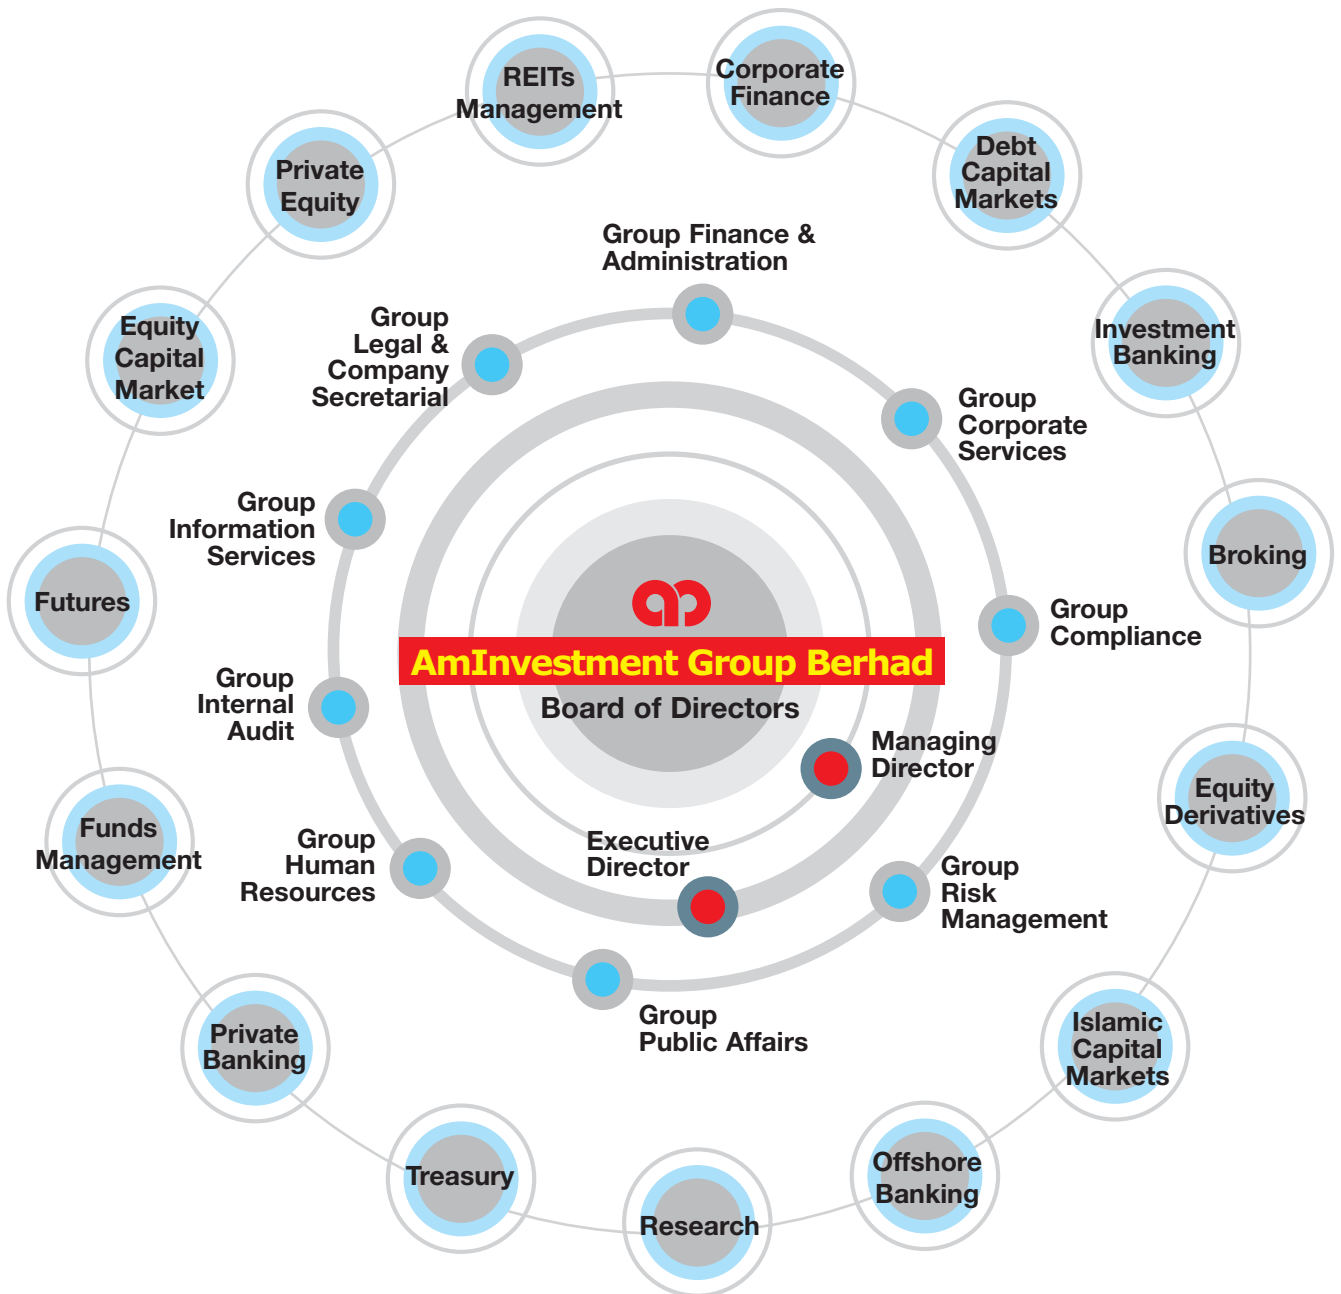 REITs
Management
Corporate
Finance
Debt
Capital
Markets
Private
Equity
Group Finance &
Administration
Investment
Banking
Equity
Capital
Market
Group
Legal &
Company
Secretarial
Group
Corporate
Services
Group
Information
Services
Broking
Futures
Group
Compliance
AmInvestment Group Berhad
Board of Directors
Group
Internal
Audit
Managing
Director
Equity
Derivatives
Funds
Management
Group
Human
Resources
Executive
Director
Group
Risk
Management
Group
Public Affairs
Private
Banking
Islamic
Capital
Markets
Treasury
Offshore
Banking
Research